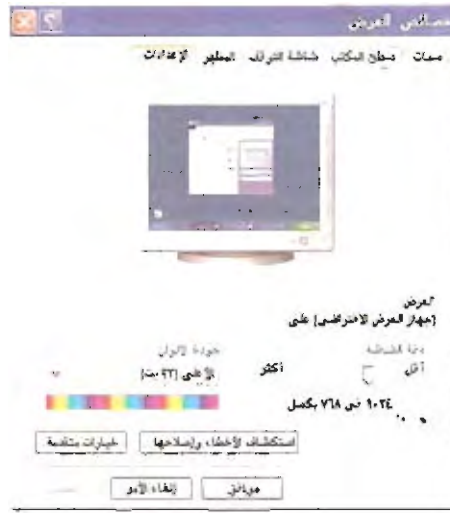 خصائص العرض
سمات سطح المكتب شاشة التوقف المظهر الإعدادات
العرض
(جهاز العرض الافتراضي) على
دقة الشاشة
جودة الألوان
أقل
أكثر
الأعلى (٣٢ بت)
١٠٢٤ في ٧٦٨ بكسل
استكشاف الأخطاء وإصلاحها
خيارات متقدمة
موافق
إلغاء الأمر